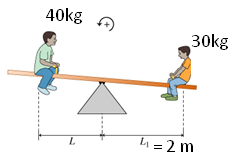 40kg
+
30kg
L
L₁ = 2 m